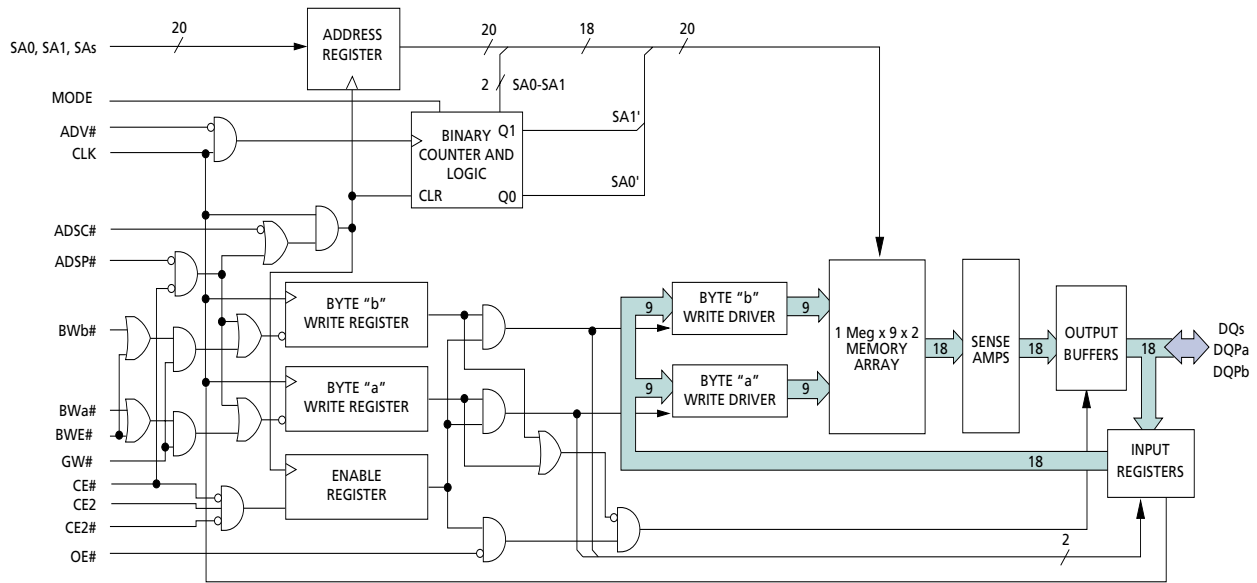 20
SA0, SA1, SAs
ADDRESS
REGISTER
20
18
20
2
SA0-SA1
MODE
ADV#
CLK
BINARY
COUNTER AND
LOGIC
Q1
CLR
Q0
SA1'
SA0'
ADSC#
ADSP#
BWb#
BWa#
BWE#
GW#
CE#
CE2
CE2#
OE#
BYTE “b”
WRITE REGISTER
BYTE “a”
WRITE REGISTER
ENABLE
REGISTER
9
BYTE “b”
WRITE DRIVER
9
9
BYTE “a”
WRITE DRIVER
9
1 Meg x 9 x 2
MEMORY
ARRAY
18
SENSE
AMPS
18
OUTPUT
BUFFERS
18
DQs
DQPa
DQPb
INPUT
REGISTERS
18
2